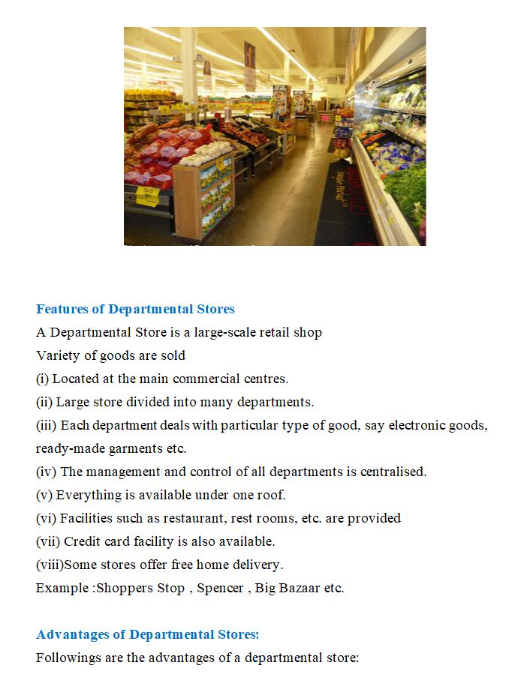 Features of Departmental Stores
A Departmental Store is a large-scale retail shop
Variety of goods are sold
(i) Located at the main commercial centres.
(ii) Large store divided into many departments.
(iii) Each department deals with particular type of good, say electronic goods,
ready-made garments etc.
(iv) The management and control of all departments is centralised.
(v) Everything is available under one roof.
(vi) Facilities such as restaurant, rest rooms, etc. are provided
(vii) Credit card facility is also available.
(viii)Some stores offer free home delivery.
Example :Shoppers Stop , Spencer , Big Bazaar etc.
Advantages of Departmental Stores:
Followings are the advantages of a departmental store: